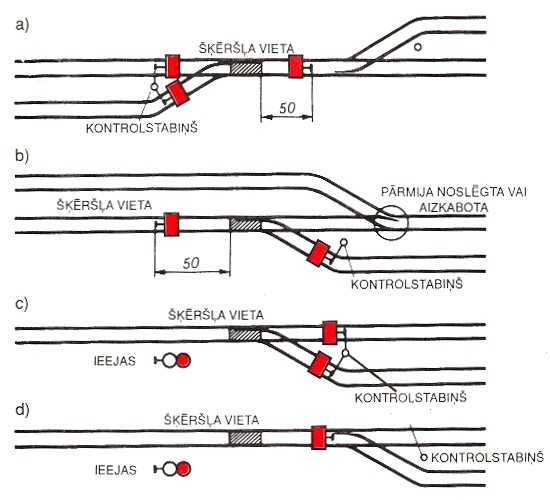 a)
ŠĶĒRŠĻA VIETA
50
KONTROLSTABIŅŠ
b)
PĀRMIJA NOSLĒGTA VAI
AIZKABOTA
ŠĶĒRŠĻA VIETA
50
KONTROLSTABIŅŠ
c)
ŠĶĒRŠĻA VIETA
IEEJAS
KONTROLSTABIŅŠ
d)
ŠĶĒRŠĻA VIETA
KONTROLSTABIŅŠ
IEEJAS